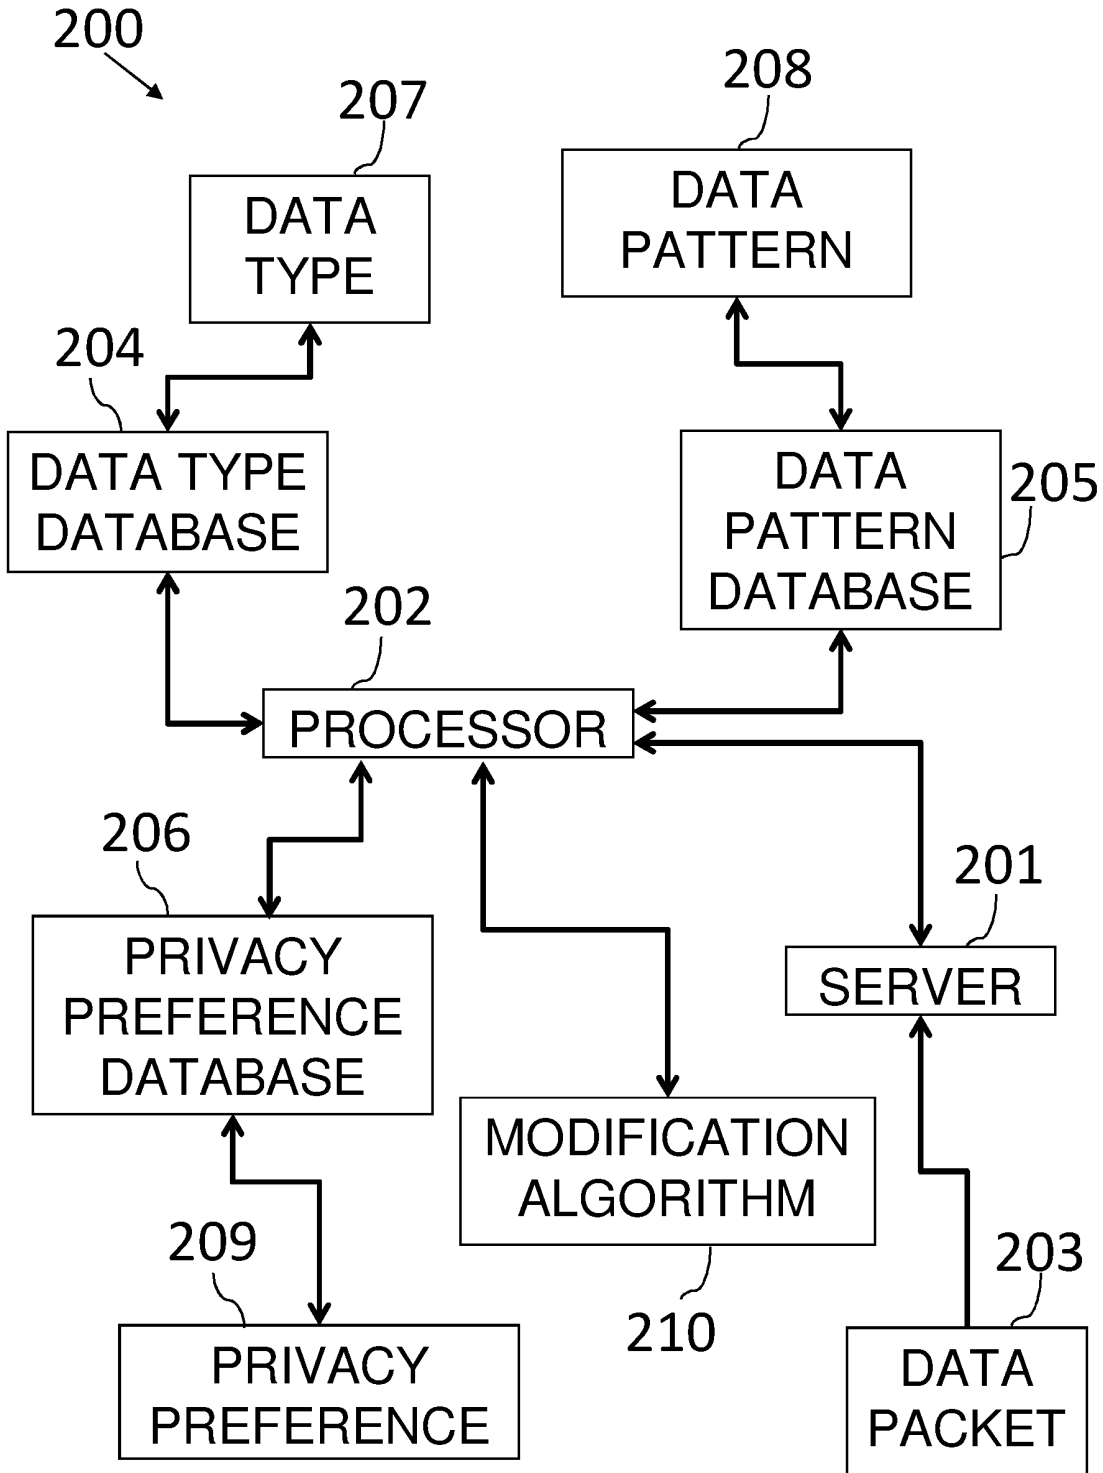 200
207
208
DATA
TYPE
DATA
PATTERN
204
DATA TYPE
DATABASE
DATA
PATTERN
DATABASE
205
202
PROCESSOR
206
PRIVACY
PREFERENCE
DATABASE
201
SERVER
MODIFICATION
ALGORITHM
210
209
PRIVACY
PREFERENCE
203
DATA
PACKET